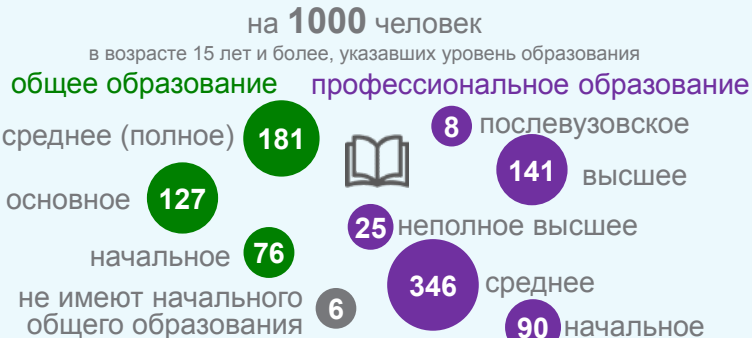 на 1000 человек
в возрасте 15 лет и более, указавших уровень образования
общее образование
среднее (полное) 181
основное 127
начальное 76
не имеют начального
общего образования 6
профессиональное образование
8 послевузовское
141 высшее
25 неполное высшее
346 среднее
90 начальное